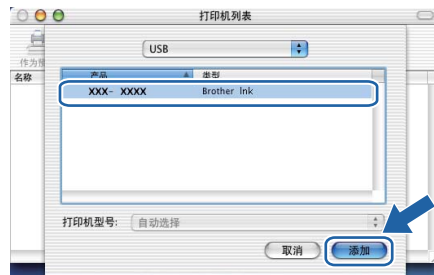 打印机列表
USB
作为
名称
产品 类型
XXX- XXXX Brother Ink
打印机型号: 自动选择
取消 添加